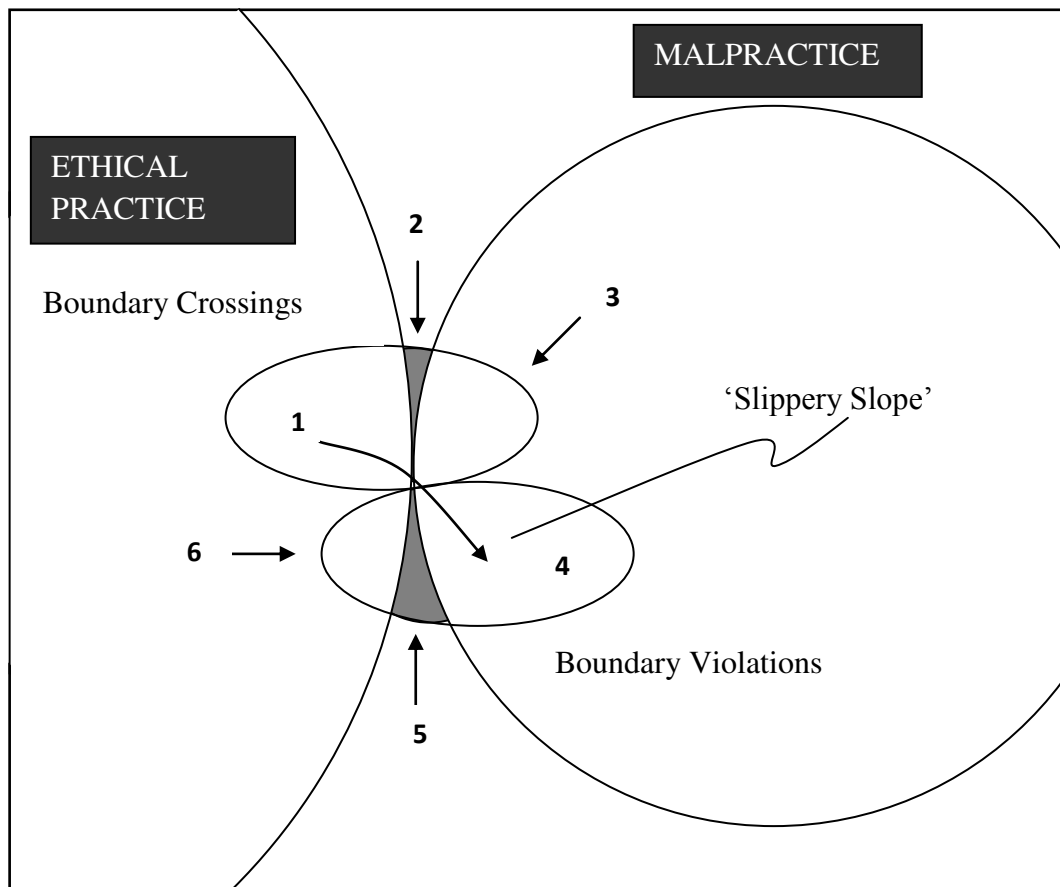 MALPRACTICE
ETHICAL
PRACTICE
2
Boundary Crossings
3
‘Slippery Slope’
1
6
4
Boundary Violations
5